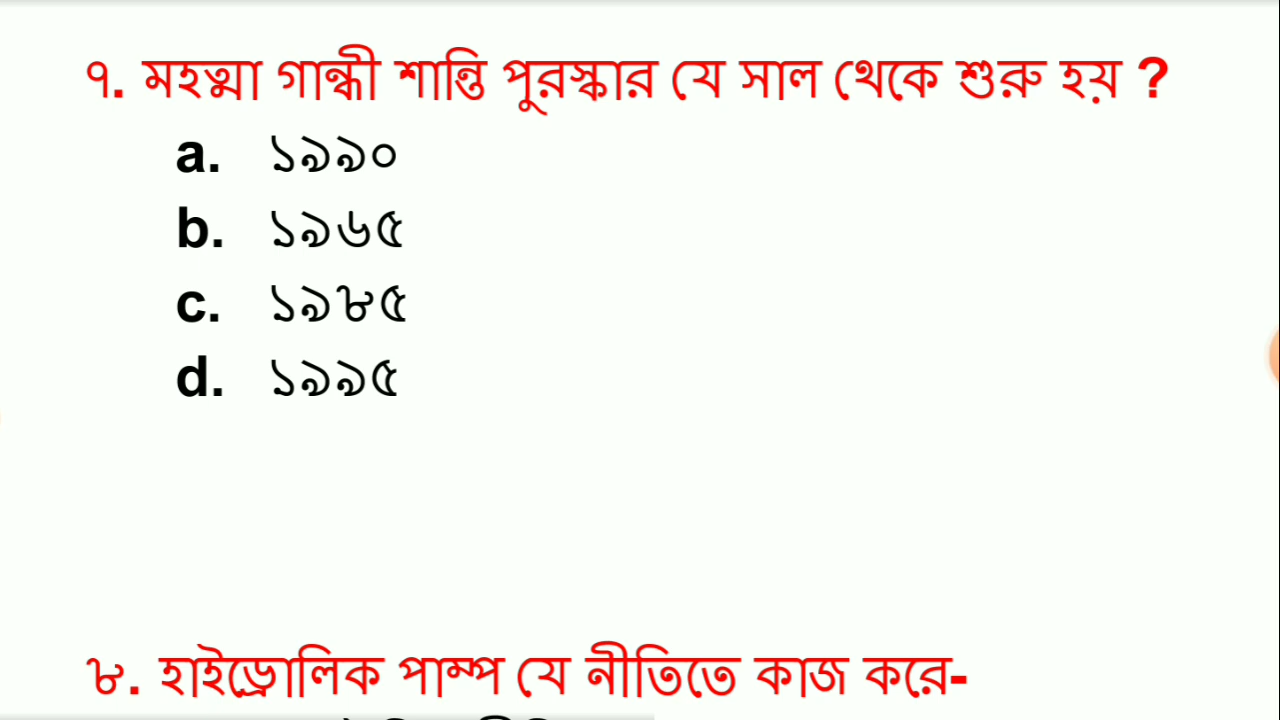 ৭. মহত্মা গান্ধী শান্তি পুরস্কার যে সাল থেকে শুরু হয় ?
a. ১৯৯০
b. ১৯৬৫
c. ১৯৮৫
d. ১৯৯৫
৮. হাইড্রোলিক পাম্প যে নীতিতে কাজ করে-